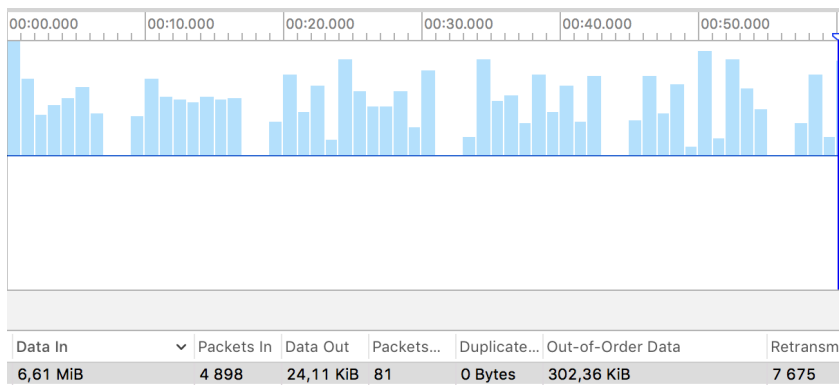 00:00.000 00:10.000 00:20.000 00:30.000 00:40.000 00:50.000
Data In Packets In Data Out Packets... Duplicate... Out-of-Order Data Retransm
6,61 MiB 4 898 24,11 KiB 81 0 Bytes 302,36 KiB 7 675